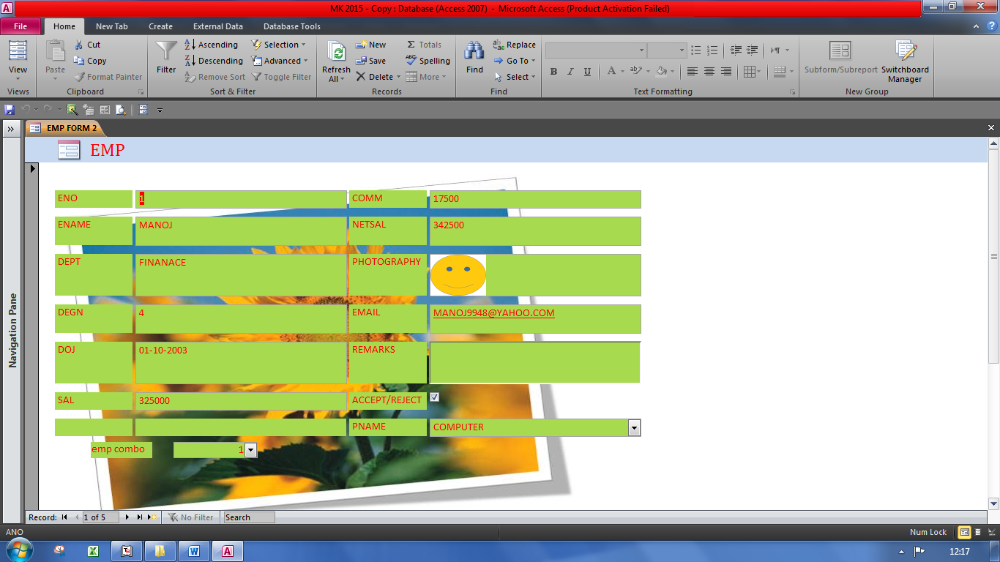 MK 2015 - Copy : Database (Access 2007) - Microsoft Access (Product Activation Failed)
File Home New Tab Create External Data Database Tools
View
Views
Paste
Cut
Copy
Format Painter
Clipboard
Filter
Ascending
Descending
Remove Sort
Selection
Advanced
Toggle Filter
Sort & Filter
Refresh
All
New
Save
Delete
Totals
Spelling
More
Records
Find
Replace
Go To
Select
Find
B I U
A
ab
Text Formatting
Subform/Subreport
Switchboard
Manager
New Group
EMP FORM 2
Navigation Pane
EMP
ENO 1 COMM 17500
ENAME MANOJ NETSAL 342500
DEPT FINANACE PHOTOGRAPHY
DEGN 4 EMAIL MANOJ9948@YAHOO.COM
DOJ 01-10-2003 REMARKS
SAL 325000 ACCEPT/REJECT
PNAME COMPUTER
emp combo 1
Record: 1 of 5 No Filter Search
ANO Num Lock
12:17